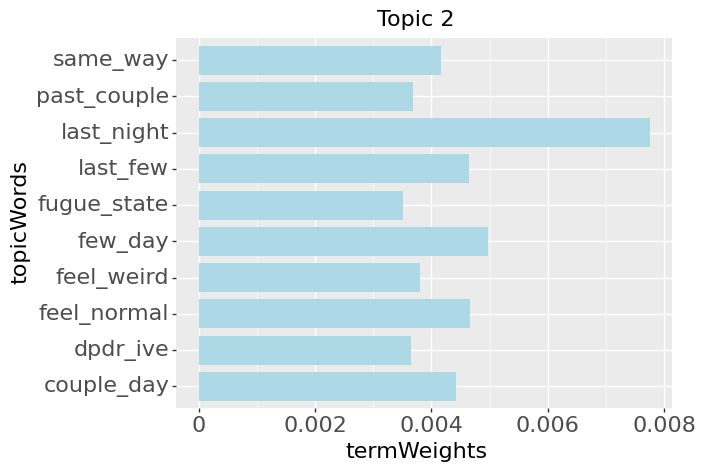 Topic 2
same_way
past_couple
last_night
last_few
fugue_state
few_day
feel_weird
feel_normal
dpdr_ive
couple_day
topicWords
0 0.002 0.004 0.006 0.008
termWeights